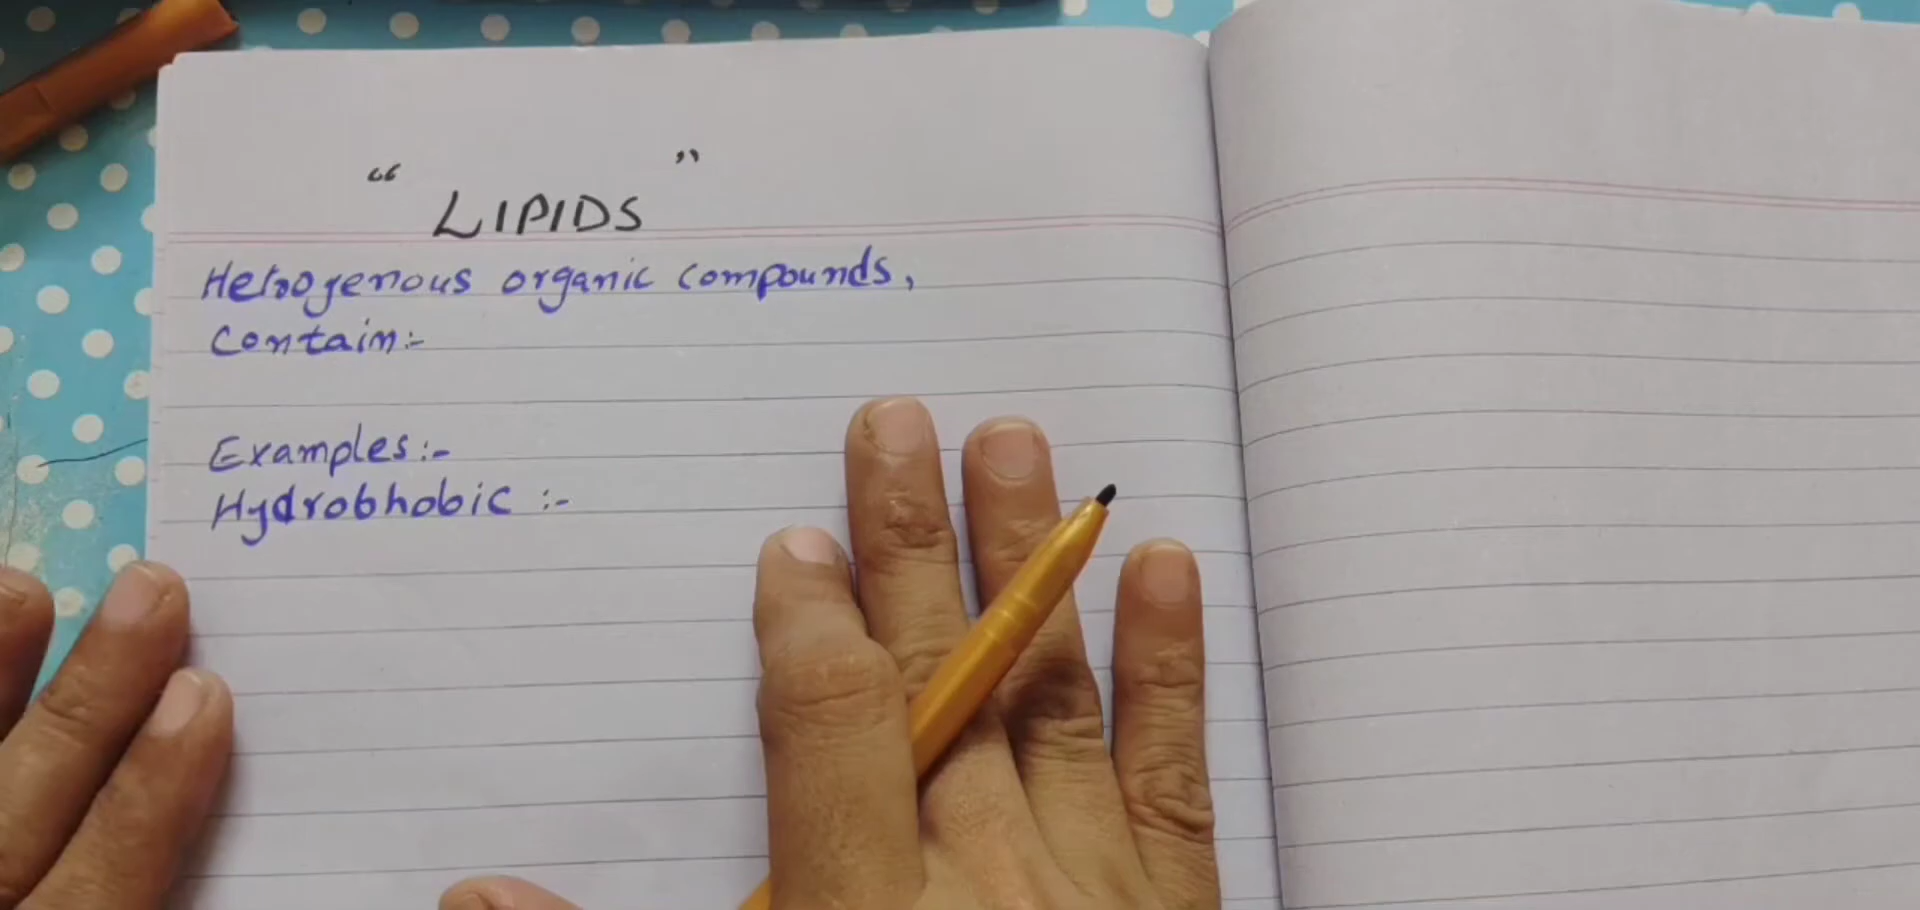 “ LIPIDS ”
Hetrogenous organic compounds,
Contain:-
Examples:-
Hydrobhobic :-